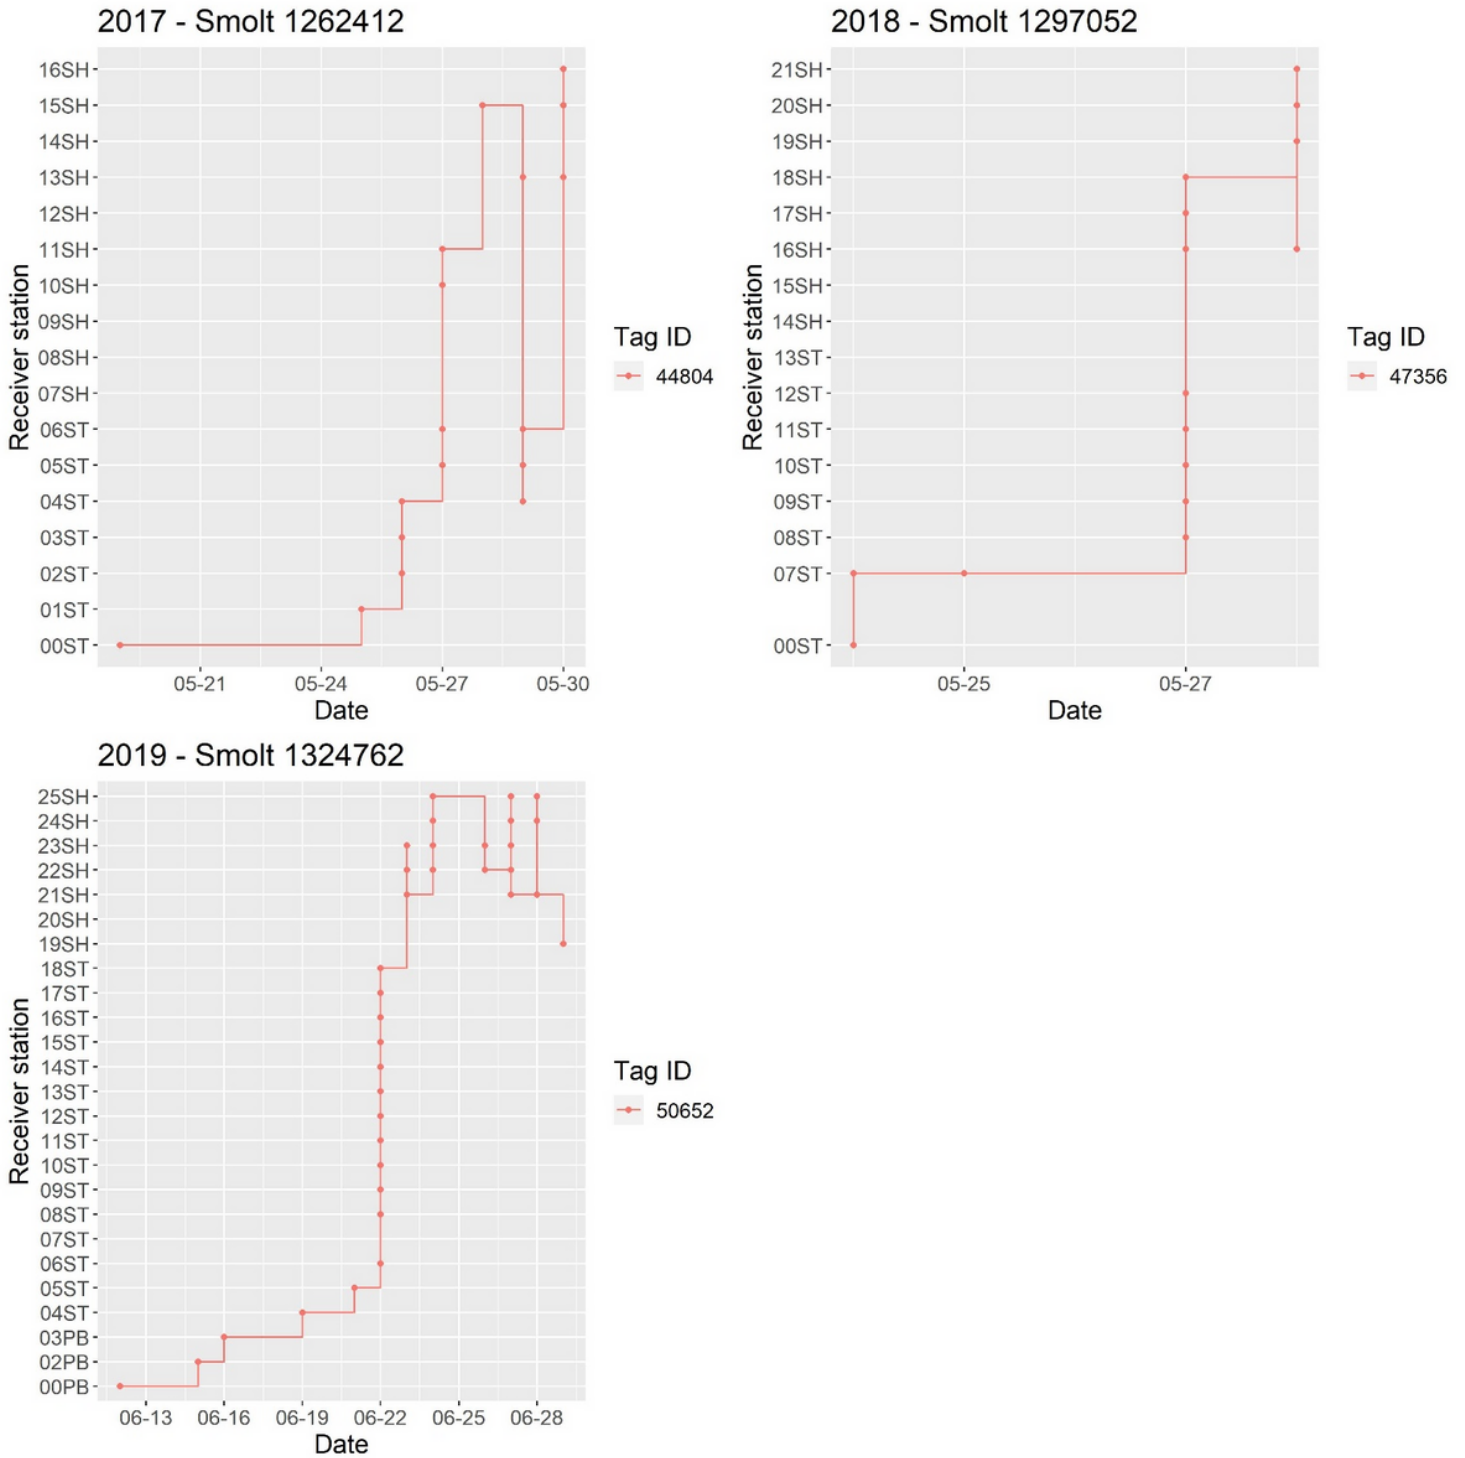 2017 - Smolt 1262412
16SH
15SH
14SH
13SH
12SH
11SH
10SH
09SH
08SH
07SH
06ST
05ST
04ST
03ST
02ST
01ST
00ST
Receiver station
05-21 05-24 05-27 05-30
Date
Tag ID
44804
2018 - Smolt 1297052
21SH
20SH
19SH
18SH
17SH
16SH
15SH
14SH
13ST
12ST
11ST
10ST
09ST
08ST
07ST
00ST
Receiver station
05-25 05-27
Date
Tag ID
47356
2019 - Smolt 1324762
25SH
24SH
23SH
22SH
21SH
20SH
19SH
18ST
17ST
16ST
15ST
14ST
13ST
12ST
11ST
10ST
09ST
08ST
07ST
06ST
05ST
04ST
03PB
02PB
00PB
Receiver station
06-13 06-16 06-19 06-22 06-25 06-28
Date
Tag ID
50652